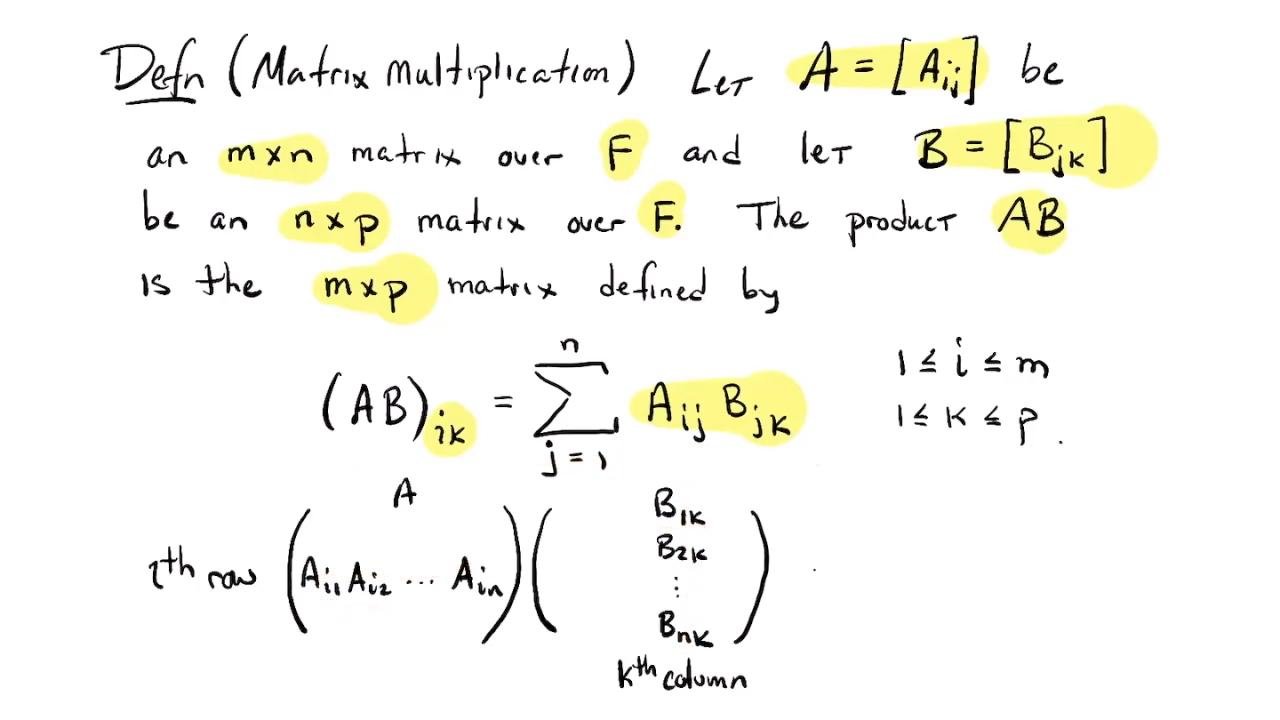 Defn (Matrix Multiplication) Let A = [Aij] be
an m×n matrix over F and let B = [Bjk]
be an n×p matrix over F. The product AB
is the m×p matrix defined by
(AB)ik = ∑_{j=1}^{n} Aij Bjk
1 ≤ i ≤ m
1 ≤ k ≤ p.
A
ith row (Ai1 Ai2 ... Ain)
B1k
B2k
⋮
Bnk
kth column